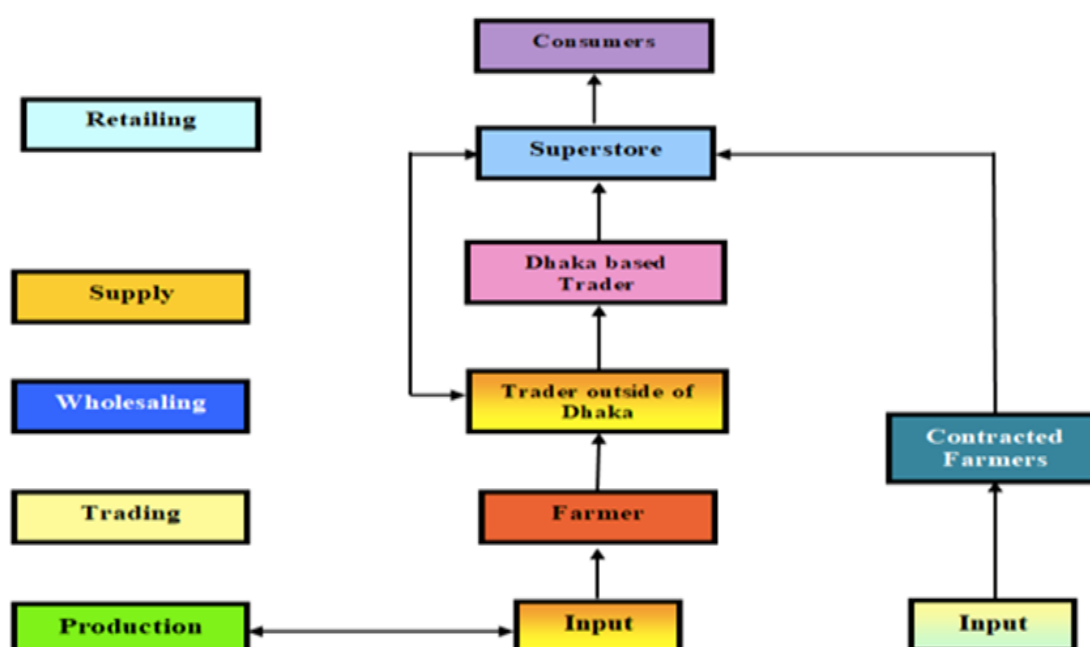 Consumers
Retailing
Superstore
Dhaka based
Trader
Supply
Trader outside of
Dhaka
Wholesaling
Contracted
Farmers
Trading
Farmer
Production
Input
Input